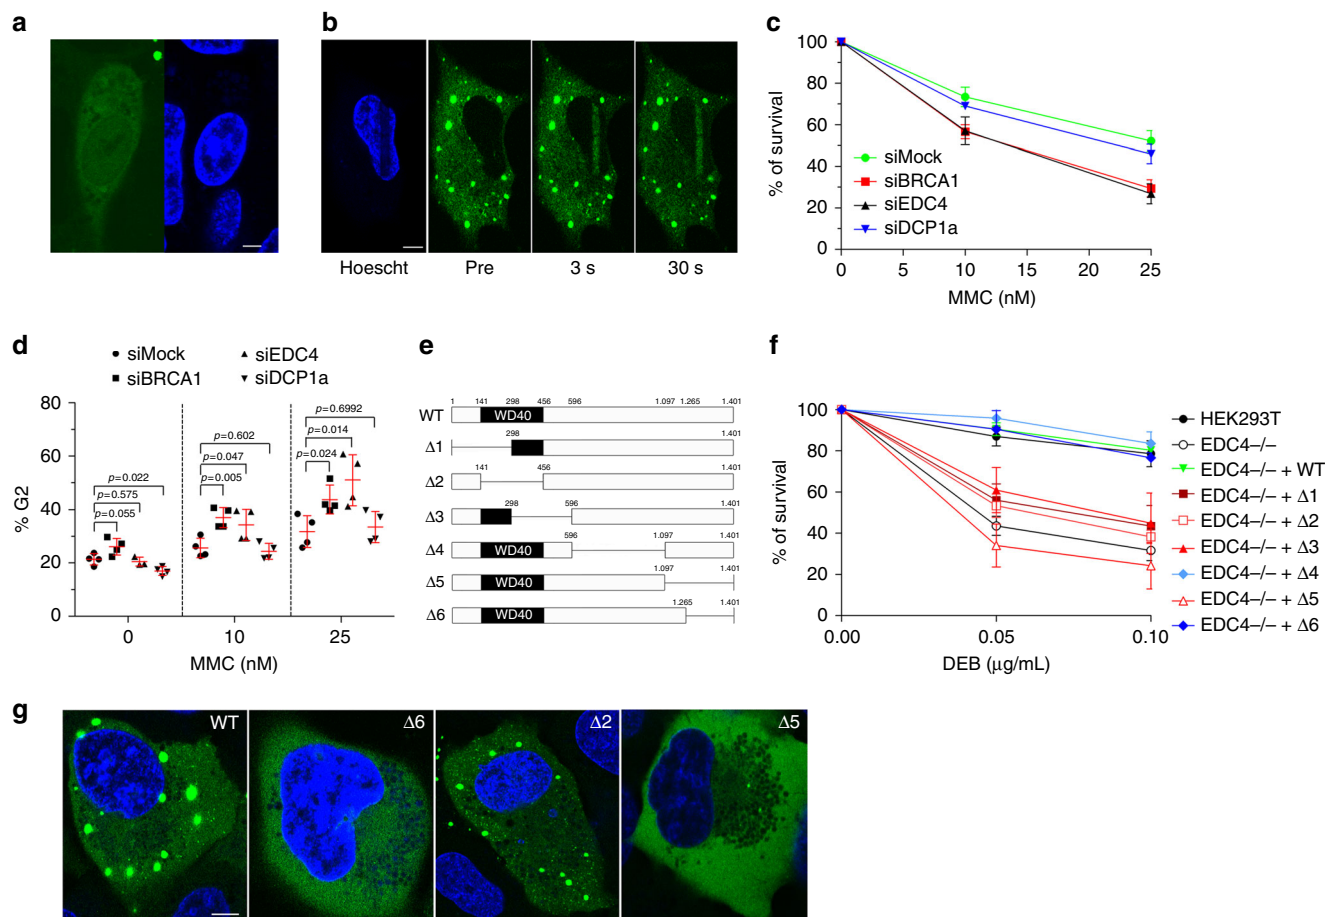 a
b
Hoescht
Pre
3 s
30 s
c
% of survival
100
80
60
40
20
0
siMock
siBRCA1
siEDC4
siDCP1a
0
5
10
15
20
25
MMC (nM)
d
siMock
siEDC4
siBRCA1
siDCP1a
% G2
80
60
40
20
0
p=0.022
p=0.575
p=0.055
p=0.602
p=0.047
p=0.005
p=0.6992
p=0.014
p=0.024
0
10
25
MMC (nM)
e
1 141 298 456 596 1.097 1.265 1.401
WT WD40
298 1.401
Δ1
141 456 1.401
Δ2
298 596 1.401
Δ3
596 1.097 1.401
Δ4 WD40
1.097 1.401
Δ5 WD40
1.265 1.401
Δ6 WD40
f
% of survival
100
80
60
40
20
0
0.00
0.05
0.10
DEB (μg/mL)
HEK293T
EDC4−/−
EDC4−/− + WT
EDC4−/− + Δ1
EDC4−/− + Δ2
EDC4−/− + Δ3
EDC4−/− + Δ4
EDC4−/− + Δ5
EDC4−/− + Δ6
g
WT
Δ6
Δ2
Δ5